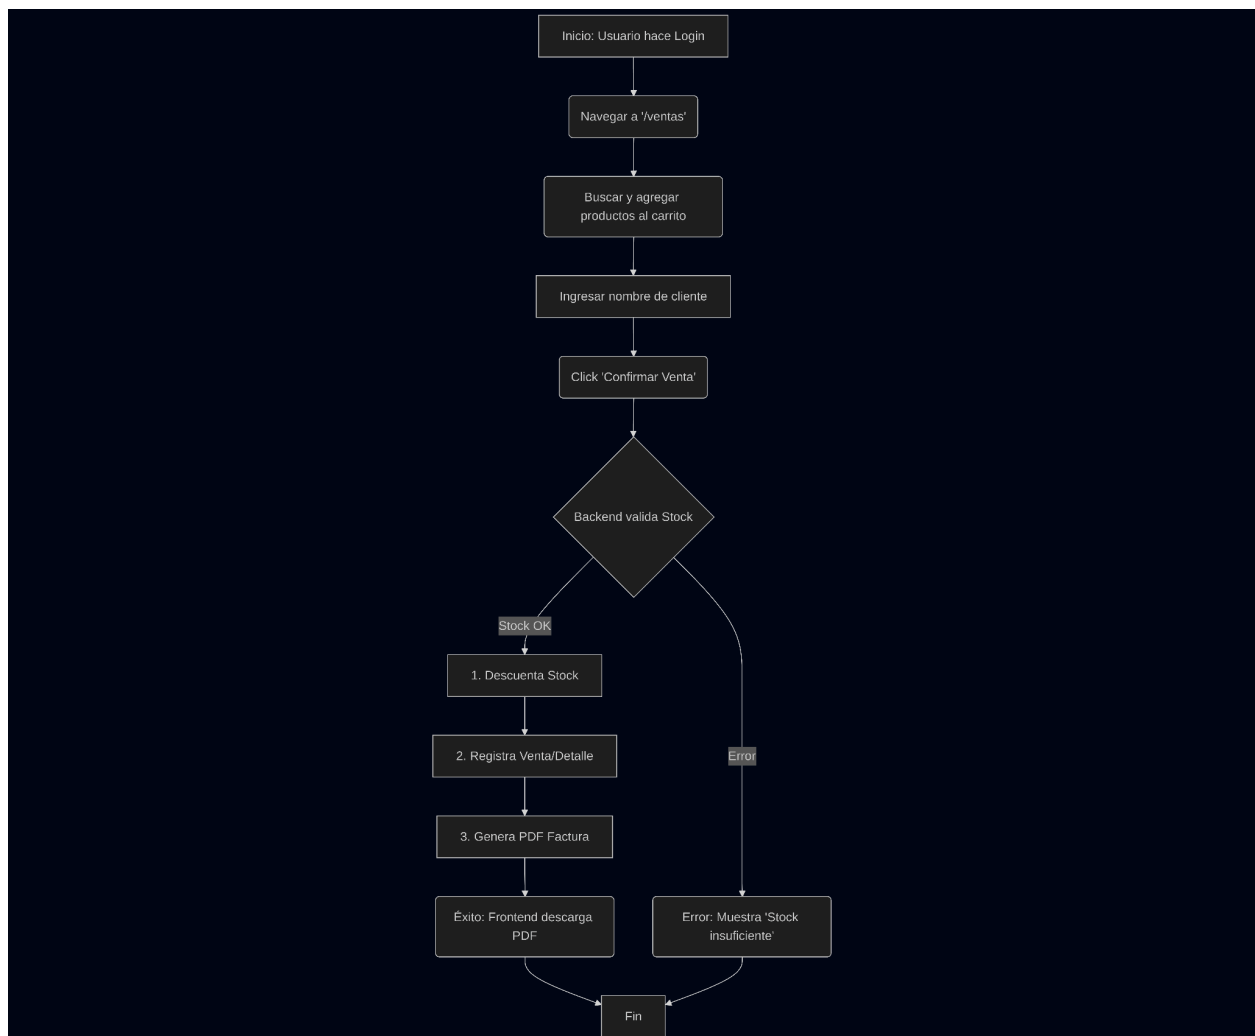 Inicio: Usuario hace Login
Navegar a '/ventas'
Buscar y agregar
productos al carrito
Ingresar nombre de cliente
Click 'Confirmar Venta'
Backend valida Stock
Stock OK
1. Descuenta Stock
2. Registra Venta/Detalle
Error
3. Genera PDF Factura
Éxito: Frontend descarga
PDF
Error: Muestra 'Stock
insuficiente'
Fin